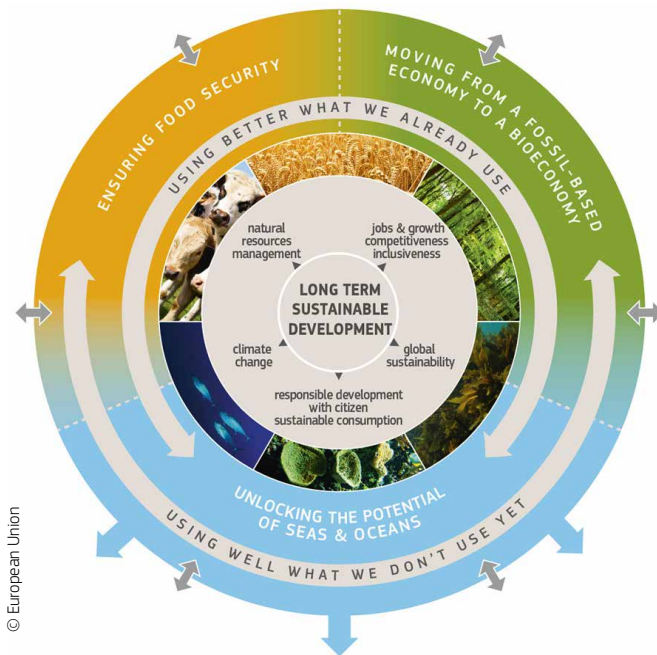 ENSURING FOOD SECURITY
MOVING FROM A FOSSIL-BASED
ECONOMY TO A BIOECONOMY
USING BETTER WHAT WE ALREADY USE
natural
resources
management
jobs & growth
competitiveness
inclusiveness
LONG TERM
SUSTAINABLE
DEVELOPMENT
climate
change
global
sustainability
responsible development
with citizen
sustainable consumption
UNLOCKING THE POTENTIAL
OF SEAS & OCEANS
USING WELL WHAT WE DON'T USE YET
© European Union